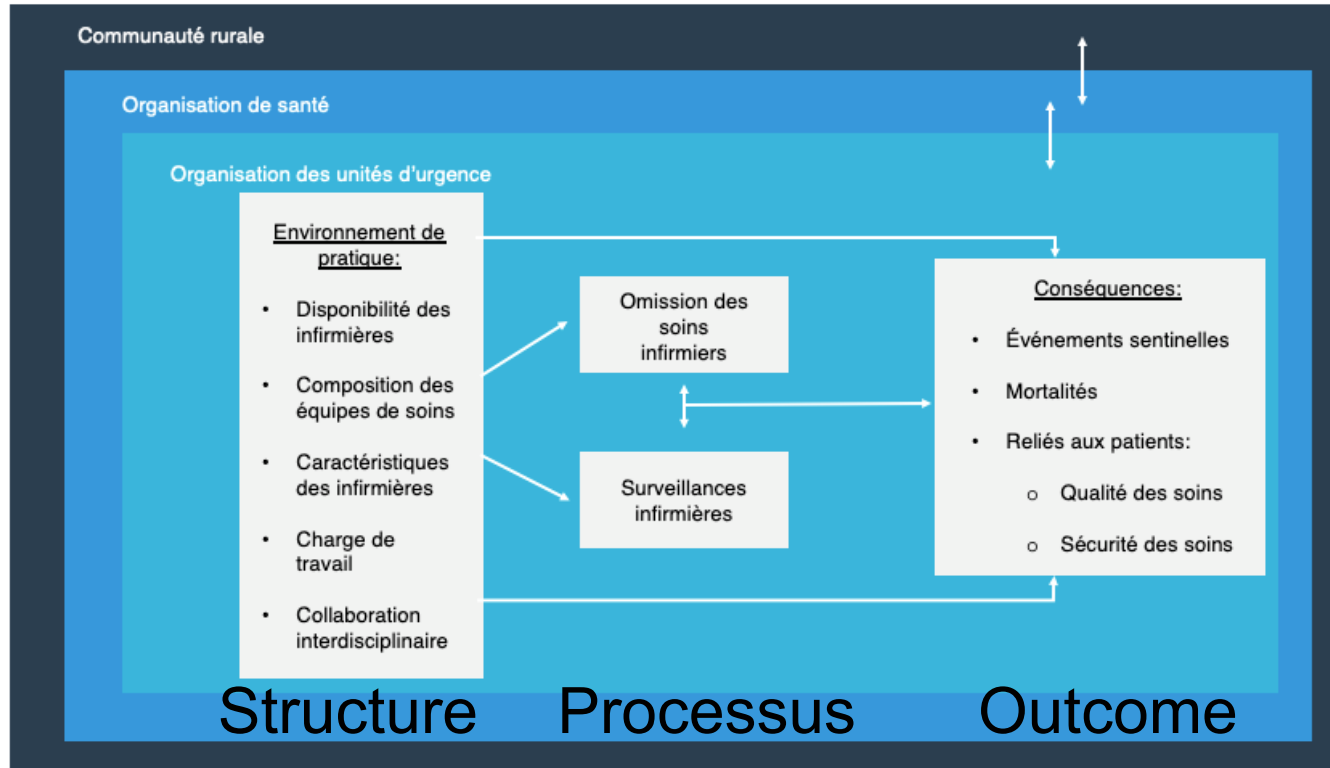 Communauté rurale
Organisation de santé
Organisation des unités d'urgence
Environnement de
pratique:
• Disponibilité des
infirmières
• Composition des
équipes de soins
• Caractéristiques
des infirmières
• Charge de
travail
• Collaboration
interdisciplinaire
Omission des
soins
infirmiers
Surveillances
infirmières
Conséquences:
• Événements sentinelles
• Mortalités
• Reliés aux patients:
o Qualité des soins
o Sécurité des soins
Structure
Processus
Outcome